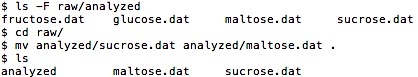 $ ls -F raw/analyzed
fructose.dat    glucose.dat    maltose.dat    sucrose.dat
$ cd raw/
$ mv analyzed/sucrose.dat analyzed/maltose.dat .
$ ls
analyzed    maltose.dat    sucrose.dat